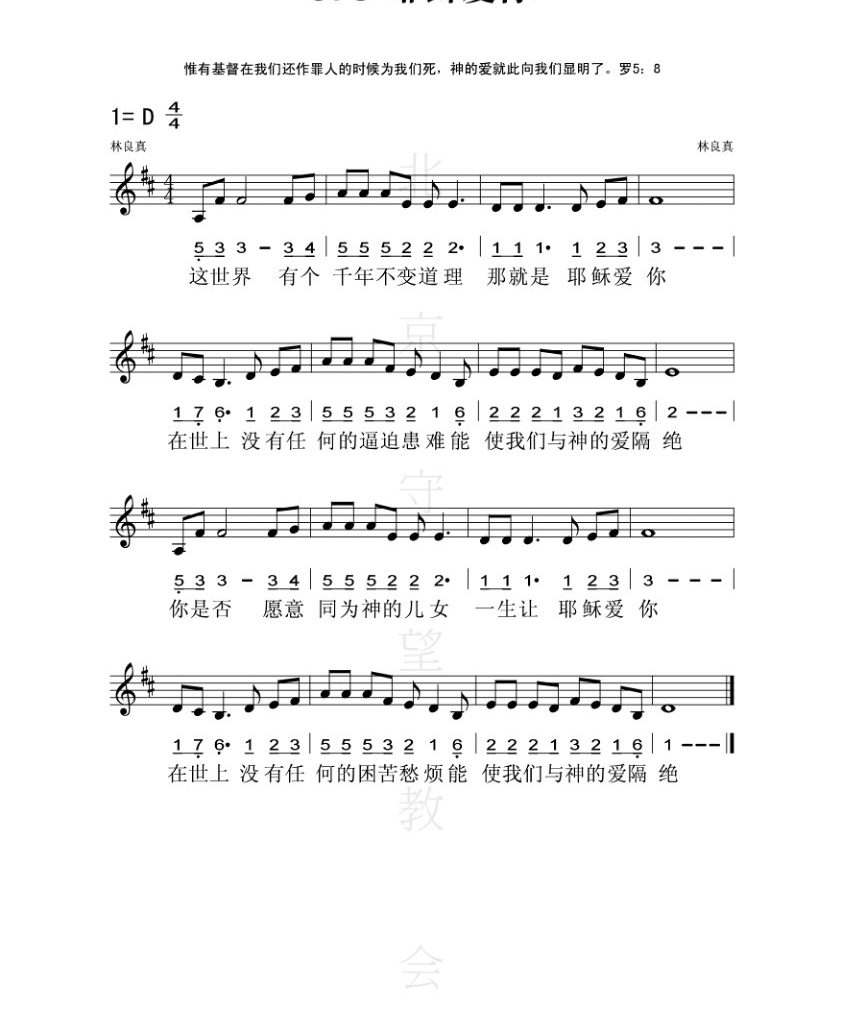 惟有基督在我们还作罪人的时候为我们死，神的爱就此向我们显明了。罗5：8
1= D 4/4
林良真 林良真
5 3 3 - 3 4 | 5 5 5 2 2 2· | 1 1 1· 1 2 3 | 3 - - - |
这世界 有个 千年不变道理 那就是 耶稣爱 你
1 7 6· 1 2 3 | 5 5 5 3 2 1 6 | 2 2 2 1 3 2 1 6 | 2 - - - |
在世上 没有任 何的逼迫患难能 使我们与神的爱隔 绝
5 3 3 - 3 4 | 5 5 5 2 2 2· | 1 1 1· 1 2 3 | 3 - - - |
你是否 愿意 同为神的儿女 一生让 耶稣爱 你
1 7 6· 1 2 3 | 5 5 5 3 2 1 6 | 2 2 2 1 3 2 1 6 | 1 - - - ||
在世上 没有任 何的困苦愁烦能 使我们与神的爱隔 绝
北京守望教会